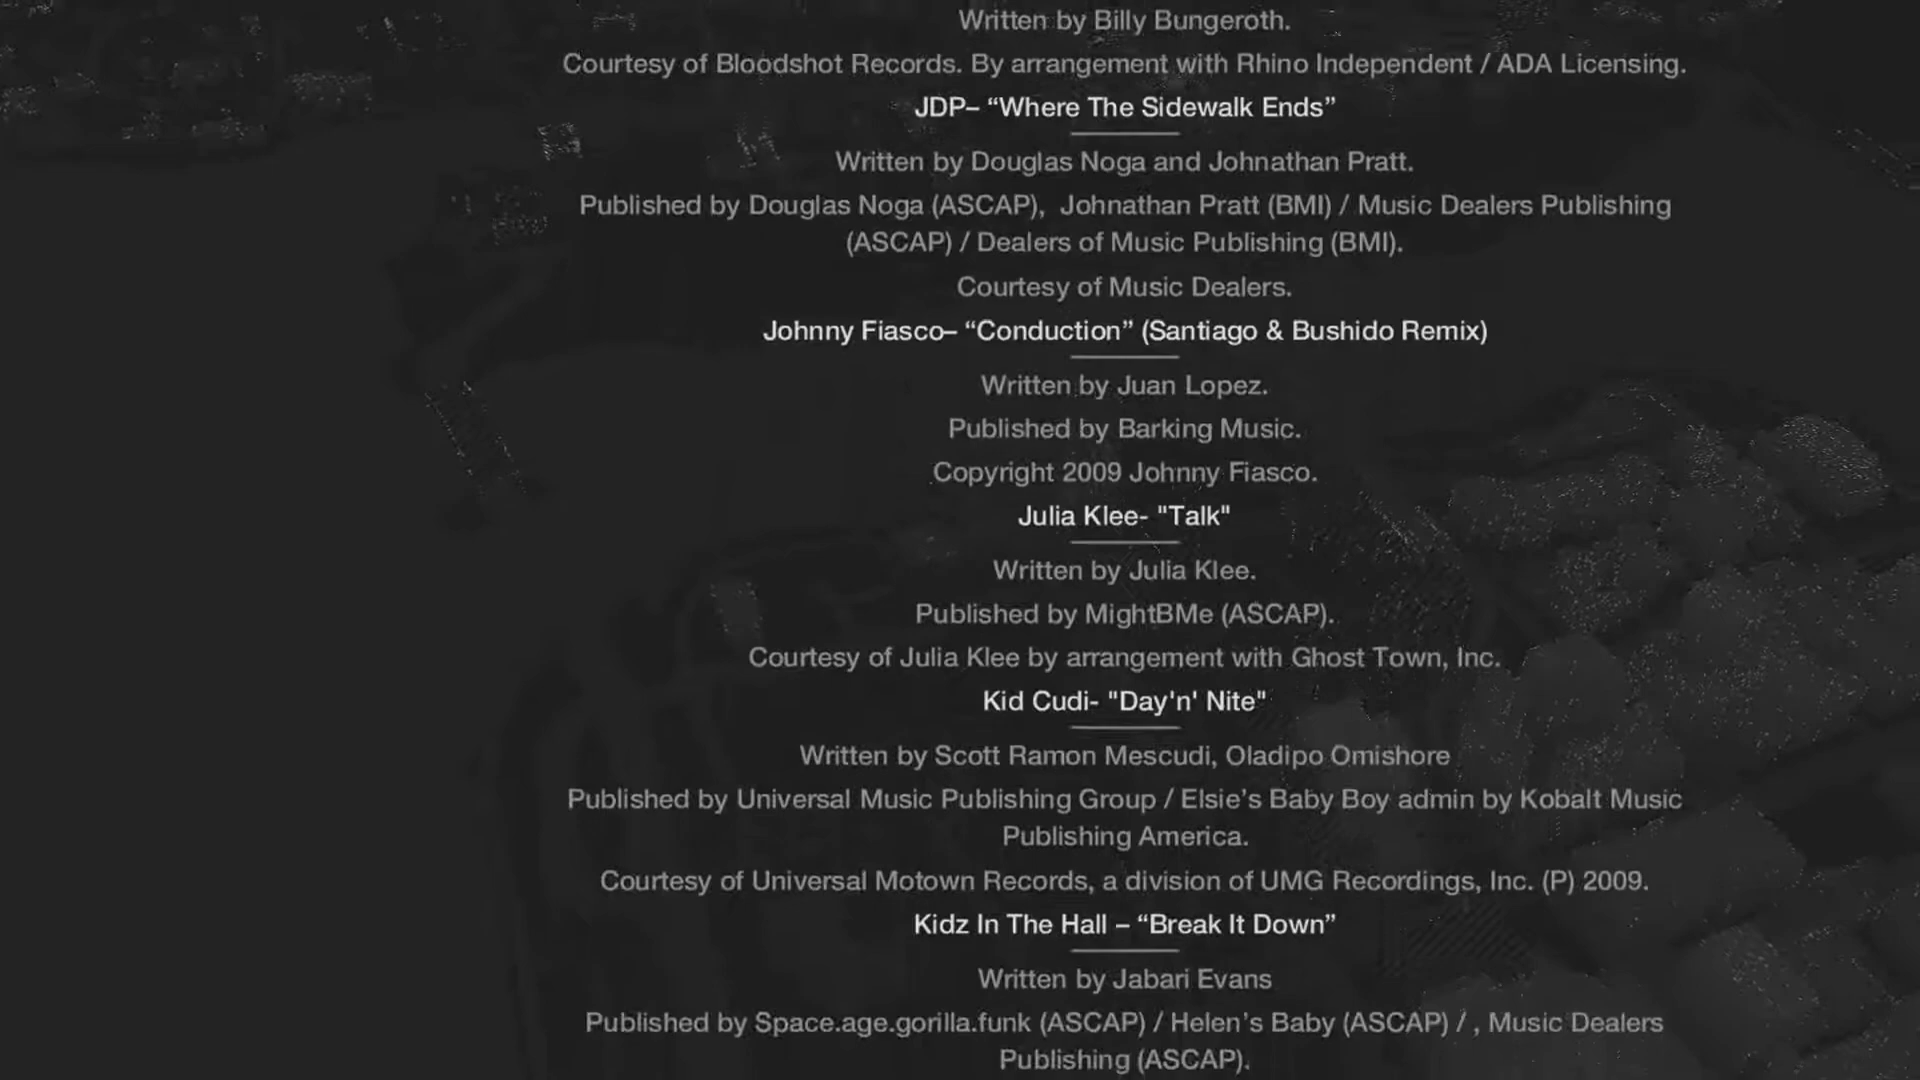 Written by Billy Bungeroth.
Courtesy of Bloodshot Records. By arrangement with Rhino Independent / ADA Licensing.
JDP– “Where The Sidewalk Ends”
Written by Douglas Noga and Johnathan Pratt.
Published by Douglas Noga (ASCAP),  Johnathan Pratt (BMI) / Music Dealers Publishing
(ASCAP) / Dealers of Music Publishing (BMI).
Courtesy of Music Dealers.
Johnny Fiasco– “Conduction” (Santiago & Bushido Remix)
Written by Juan Lopez.
Published by Barking Music.
Copyright 2009 Johnny Fiasco.
Julia Klee- "Talk"
Written by Julia Klee.
Published by MightBMe (ASCAP).
Courtesy of Julia Klee by arrangement with Ghost Town, Inc.
Kid Cudi- "Day'n' Nite"
Written by Scott Ramon Mescudi, Oladipo Omishore
Published by Universal Music Publishing Group / Elsie’s Baby Boy admin by Kobalt Music
Publishing America.
Courtesy of Universal Motown Records, a division of UMG Recordings, Inc. (P) 2009.
Kidz In The Hall – “Break It Down”
Written by Jabari Evans
Published by Space.age.gorilla.funk (ASCAP) / Helen’s Baby (ASCAP) / , Music Dealers
Publishing (ASCAP).